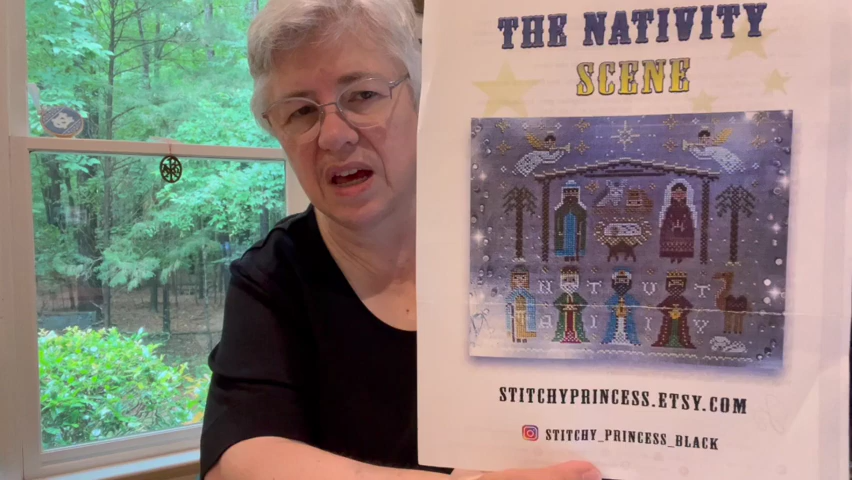 THE NATIVITY
SCENE
N T V T
A I I Y
STITCHYPRINCESS.ETSY.COM
STITCHY_PRINCESS_BLACK